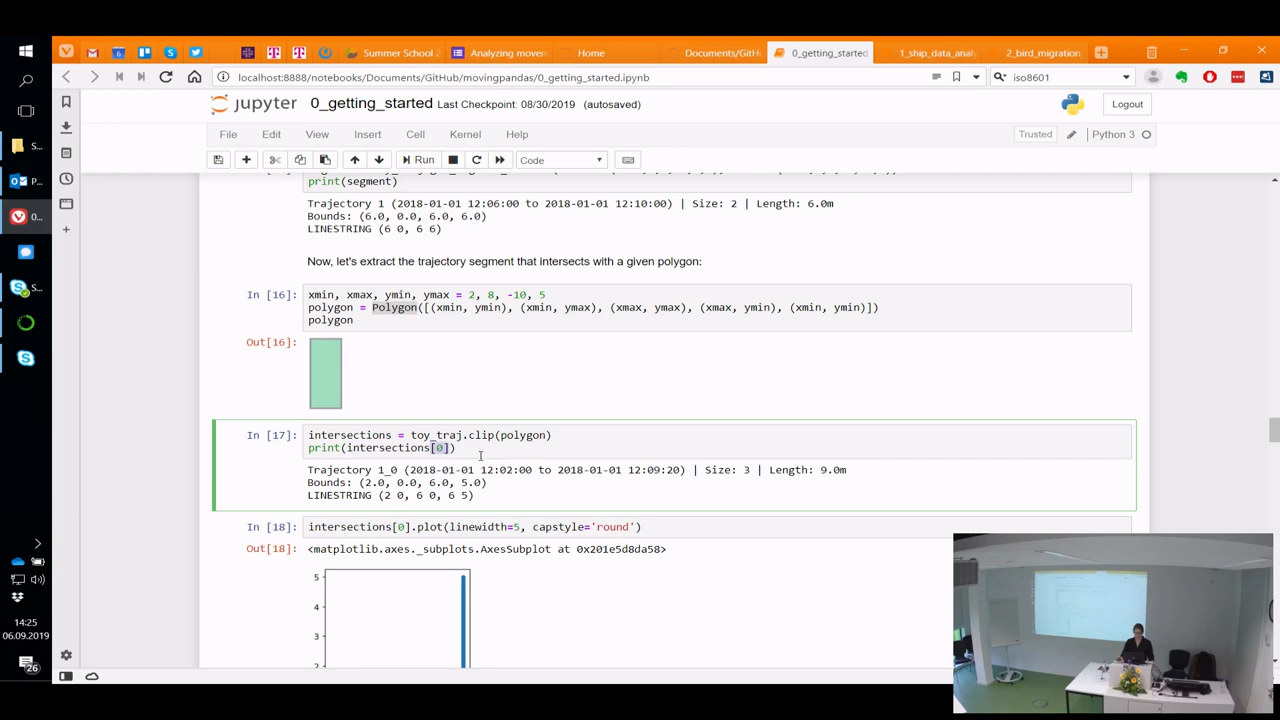 Summer School 2
Analyzing movem
Home
Documents/GitHu
0_getting_started
1_ship_data_anal
2_bird_migration
localhost:8888/notebooks/Documents/GitHub/movingpandas/0_getting_started.ipynb
iso8601
jupyter 0_getting_started Last Checkpoint: 08/30/2019 (autosaved)
Logout
File Edit View Insert Cell Kernel Help
Trusted
Python 3
Run
Code
print(segment)
Trajectory 1 (2018-01-01 12:06:00 to 2018-01-01 12:10:00) | Size: 2 | Length: 6.0m
Bounds: (6.0, 0.0, 6.0, 6.0)
LINESTRING (6 0, 6 6)
Now, let's extract the trajectory segment that intersects with a given polygon:
In [16]: xmin, xmax, ymin, ymax = 2, 8, -10, 5
polygon = Polygon([(xmin, ymin), (xmin, ymax), (xmax, ymax), (xmax, ymin), (xmin, ymin)])
polygon
Out[16]:
In [17]: intersections = toy_traj.clip(polygon)
print(intersections[0])
Trajectory 1_0 (2018-01-01 12:02:00 to 2018-01-01 12:09:20) | Size: 3 | Length: 9.0m
Bounds: (2.0, 0.0, 6.0, 5.0)
LINESTRING (2 0, 6 0, 6 5)
In [18]: intersections[0].plot(linewidth=5, capstyle='round')
Out[18]: <matplotlib.axes._subplots.AxesSubplot at 0x201e5d8da58>
5
4
3
2
S...
P...
0...
S...
14:25
06.09.2019
26